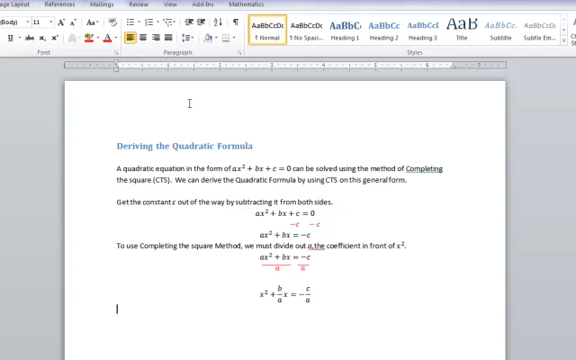 age Layout References Mailings Review View Add-Ins Mathematics
Body) 11
AaBbCcDc AaBbCcDc AaBbCc AaBbCc AaBbCc AaB AaBbCc. AaBbCcDc
¶ Normal ¶ No Spaci... Heading 1 Heading 2 Heading 3 Title Subtitle Subtle Em...
Font Paragraph Styles
Deriving the Quadratic Formula
A quadratic equation in the form of ax² + bx + c = 0 can be solved using the method of Completing
the square (CTS). We can derive the Quadratic Formula by using CTS on this general form.
Get the constant c out of the way by subtracting it from both sides.
ax² + bx + c = 0
−c − c
ax² + bx = −c
To use Completing the square Method, we must divide out a, the coefficient in front of x².
ax² + bx = −c
a a
x² + b/a x = − c/a